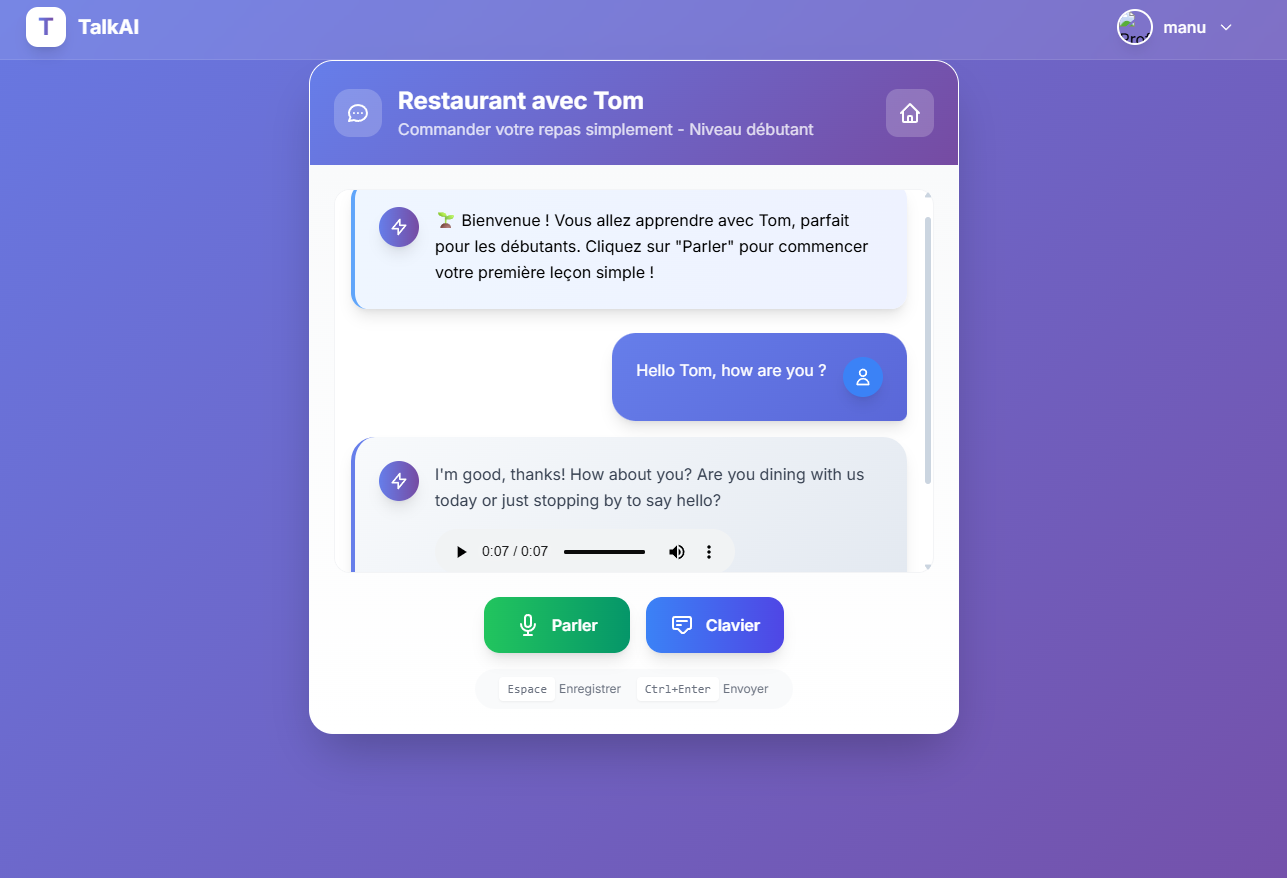 T TalkAI
Pro
manu
Restaurant avec Tom
Commander votre repas simplement - Niveau débutant
🌱 Bienvenue ! Vous allez apprendre avec Tom, parfait
pour les débutants. Cliquez sur "Parler" pour commencer
votre première leçon simple !
Hello Tom, how are you ?
I'm good, thanks! How about you? Are you dining with us
today or just stopping by to say hello?
0:07 / 0:07
Parler
Clavier
Espace Enregistrer Ctrl+Enter Envoyer